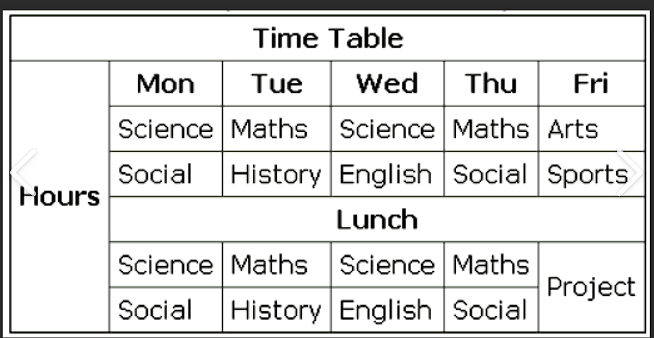 Time Table
Mon Tue Wed Thu Fri
Science Maths Science Maths Arts
Social History English Social Sports
Hours
Lunch
Science Maths Science Maths
Project
Social History English Social